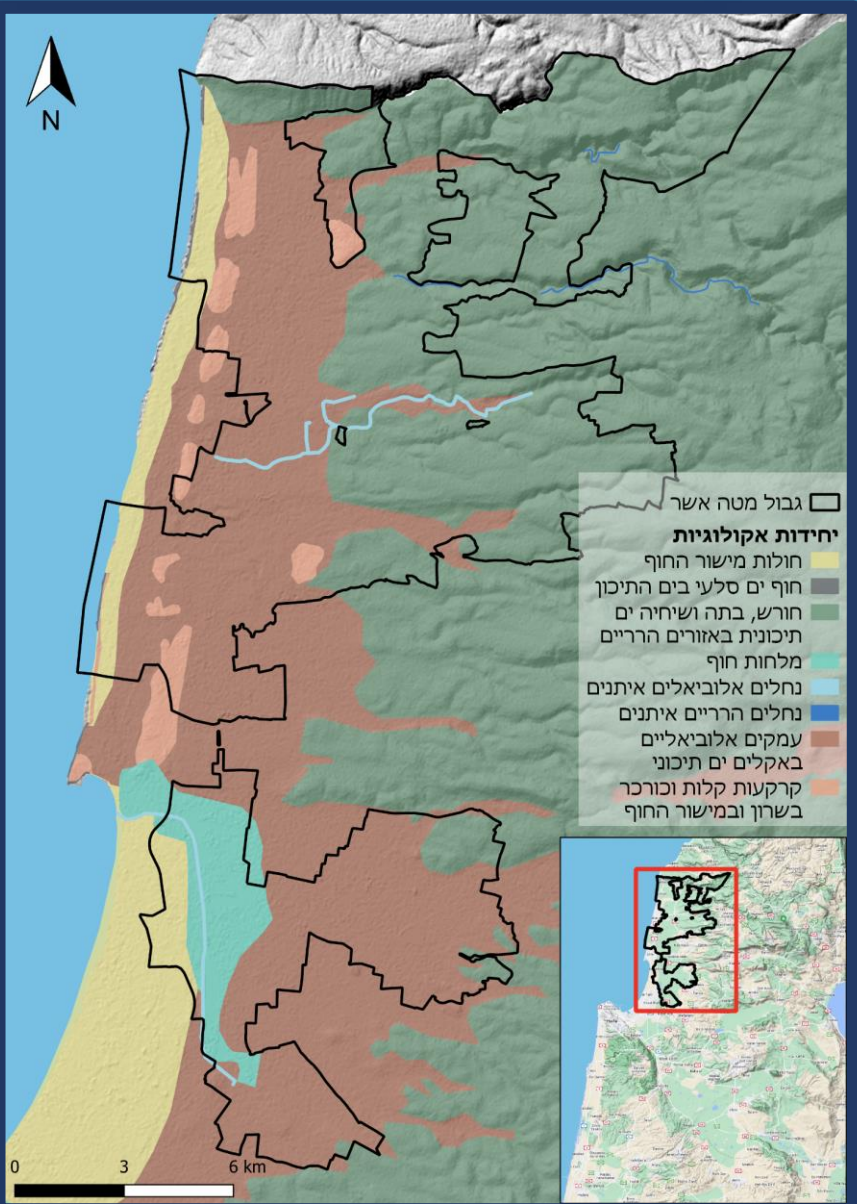 N
גבול מטה אשר
יחידות אקולוגיות
חולות מישור החוף
חוף ים סלעי בים התיכון
חורש, בתה ושיחיה ים
תיכונית באזורים הרריים
מלחות חוף
נחלים אלוביאלים איתנים
נחלים הרריים איתנים
עמקים אלוביאליים
באקלים ים תיכוני
קרקעות קלות וכורכר
בשרון ובמישור החוף
0 3 6 km